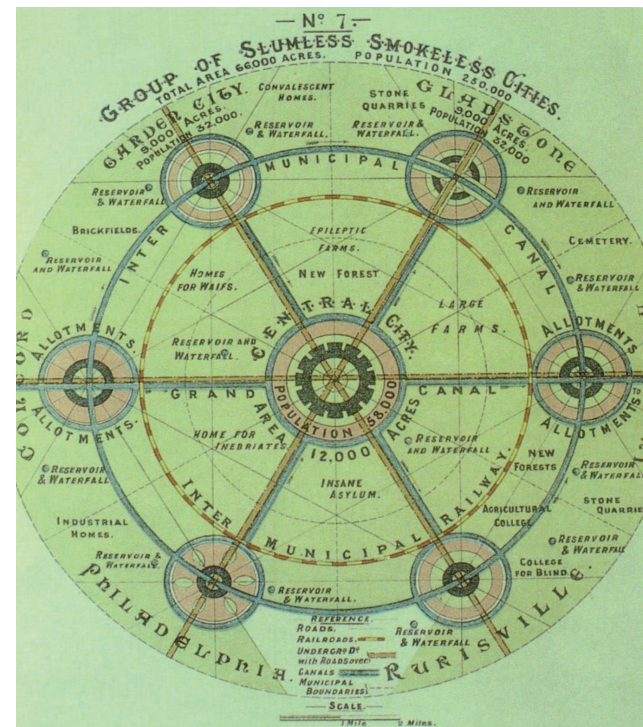 — Nº 7. —
GROUP OF SLUMLESS SMOKELESS CITIES.
TOTAL AREA 66,000 ACRES. POPULATION 250,000
GARDEN CITY.
9,000 ACRES.
POPULATION 32,000.
CONVALESCENT
HOMES.
STONE
QUARRIES
GLADSTONE
9,000 ACRES
POPULATION
32,000
RESERVOIR
& WATERFALL.
RESERVOIR &
WATERFALL.
INTER MUNICIPAL CANAL
RESERVOIR
& WATERFALL
RESERVOIR
AND WATERFALL
BRICKFIELDS.
EPILEPTIC
FARMS.
CEMETERY.
RESERVOIR
AND WATERFALL
HOMES
FOR WAIFS.
NEW FOREST
RESERVOIR
& WATERFALL
LARGE
FARMS.
CENTRAL CITY.
RESERVOIR AND
WATERFALL.
CONCORD
ALLOTMENTS.
ALLOTMENTS
GRAND CANAL
POPULATION 58,000
AREA 12,000 ACRES
ALLOTMENTS.
ALLOTMENTS
TO
HOME FOR
INEBRIATES.
RESERVOIR
AND WATERFALL
RESERVOIR
& WATERFALL
INSANE
ASYLUM.
NEW
FORESTS
RESERVOIR
& WATERFALL
INTER MUNICIPAL RAILWAY.
AGRICULTURAL
COLLEGE
STONE
QUARRIE
INDUSTRIAL
HOMES.
RESERVOIR &
WATERFALL.
RESERVOIR
& WATERFALL
COLLEGE
FOR BLIND.
RESERVOIR
& WATERFALL.
PHILADELPHIA.
RURISVILLE.
REFERENCE.
ROADS.
RAILROADS.
UNDERGRD. Dº
WITH ROADS OVER
CANALS
MUNICIPAL
BOUNDARIES
RESERVOIR
& WATERFALL
— SCALE. —
1 MILE 2 MILES.